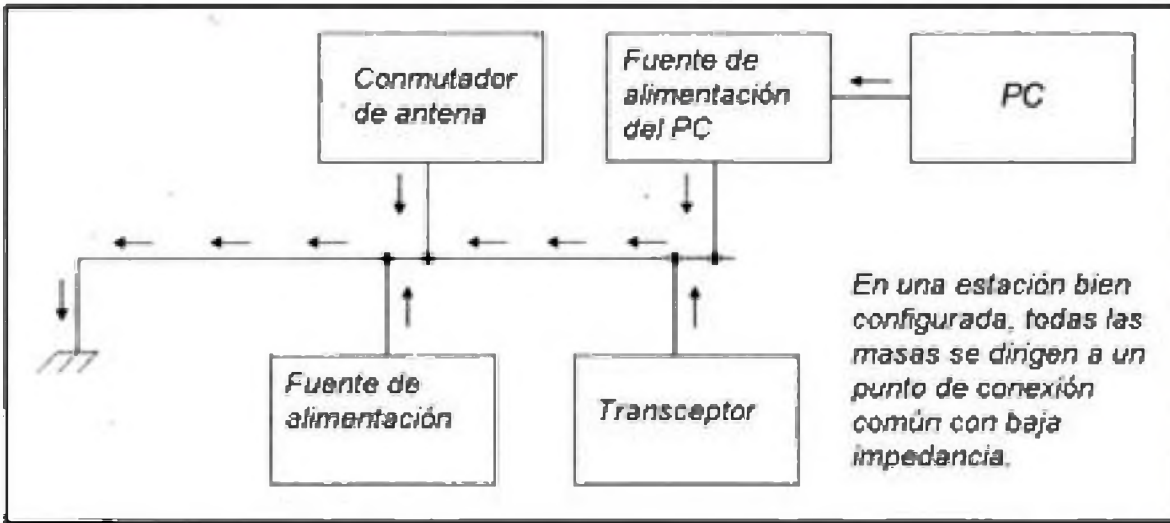 Conmutador
de antena
Fuente de
alimentación
del PC
PC
Fuente de
alimentación
Transceptor
En una estación bien
configurada, todas las
masas se dirigen a un
punto de conexión
común con baja
impedancia.